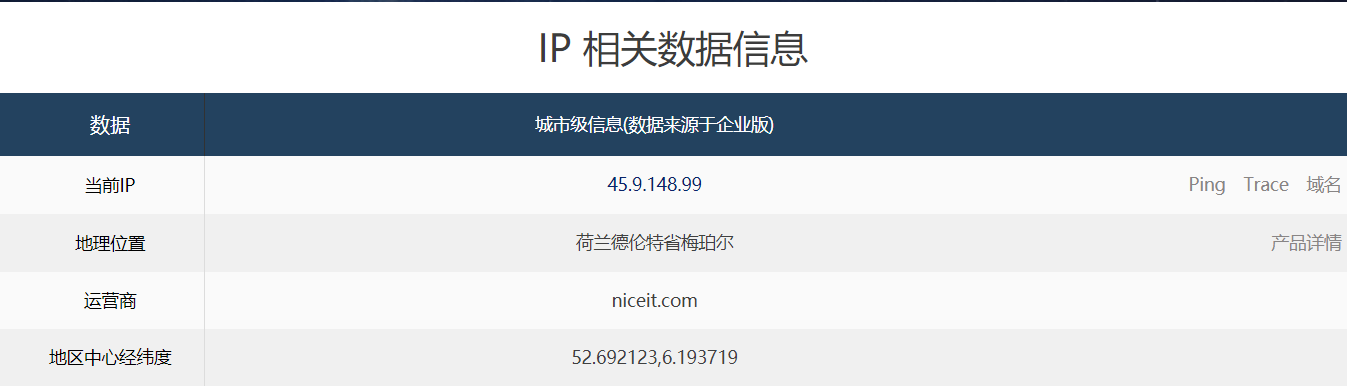 IP 相关数据信息
数据 城市级信息(数据来源于企业版)
当前IP 45.9.148.99 Ping Trace 域名
地理位置 荷兰德伦特省梅珀尔 产品详情
运营商 niceit.com
地区中心经纬度 52.692123,6.193719